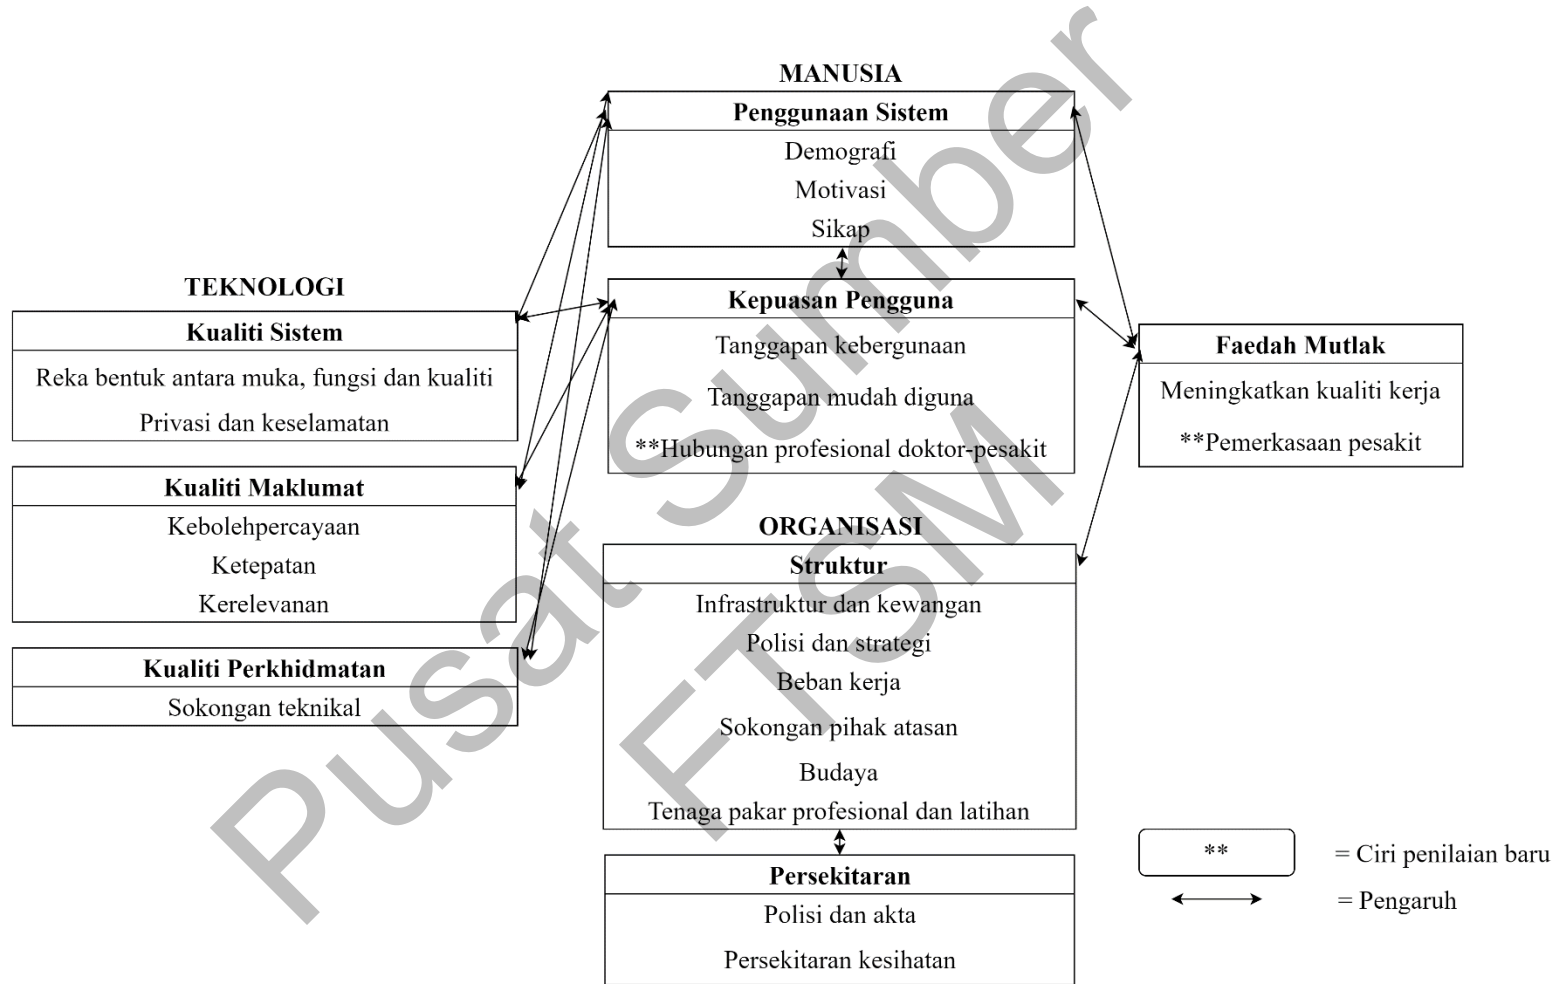 MANUSIA
Penggunaan Sistem
Demografi
Motivasi
Sikap
TEKNOLOGI
Kualiti Sistem
Reka bentuk antara muka, fungsi dan kualiti
Privasi dan keselamatan
Kualiti Maklumat
Kebolehpercayaan
Ketepatan
Kerelevanan
Kualiti Perkhidmatan
Sokongan teknikal
Kepuasan Pengguna
Tanggapan kebergunaan
Tanggapan mudah diguna
**Hubungan profesional doktor-pesakit
Faedah Mutlak
Meningkatkan kualiti kerja
**Pemerkasaan pesakit
ORGANISASI
Struktur
Infrastruktur dan kewangan
Polisi dan strategi
Beban kerja
Sokongan pihak atasan
Budaya
Tenaga pakar profesional dan latihan
Persekitaran
Polisi dan akta
Persekitaran kesihatan
** = Ciri penilaian baru
= Pengaruh
Pusat Sumber
FTSM